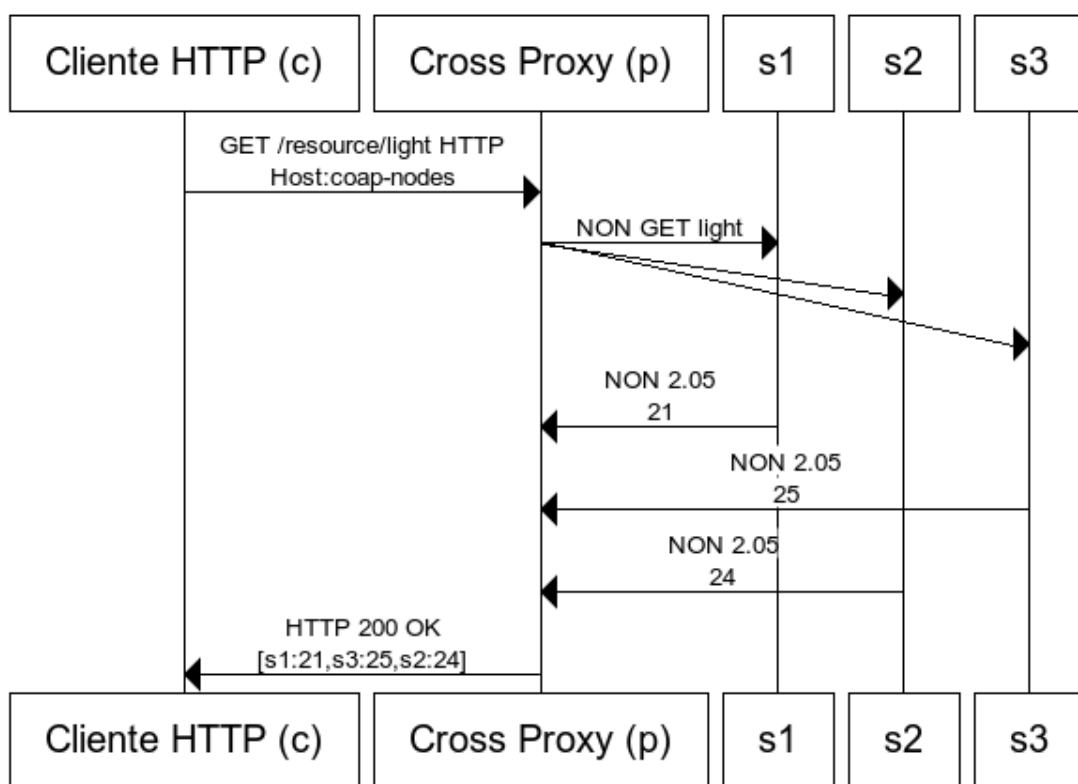 Cliente HTTP (c)
Cross Proxy (p)
s1
s2
s3
GET /resource/light HTTP
Host:coap-nodes
NON GET light
NON 2.05
21
NON 2.05
25
NON 2.05
24
HTTP 200 OK
[s1:21,s3:25,s2:24]
Cliente HTTP (c)
Cross Proxy (p)
s1
s2
s3